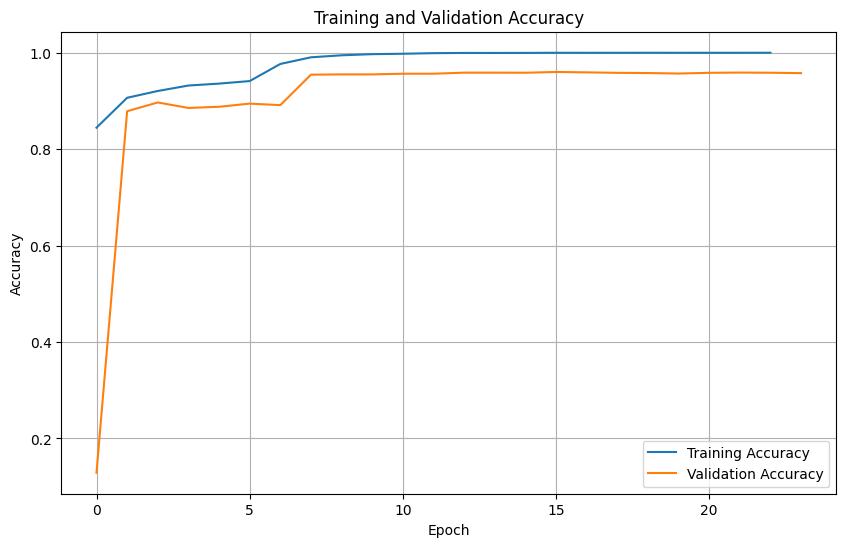 Training and Validation Accuracy
1.0
0.8
0.6
0.4
0.2
Accuracy
0
5
10
15
20
Epoch
Training Accuracy
Validation Accuracy